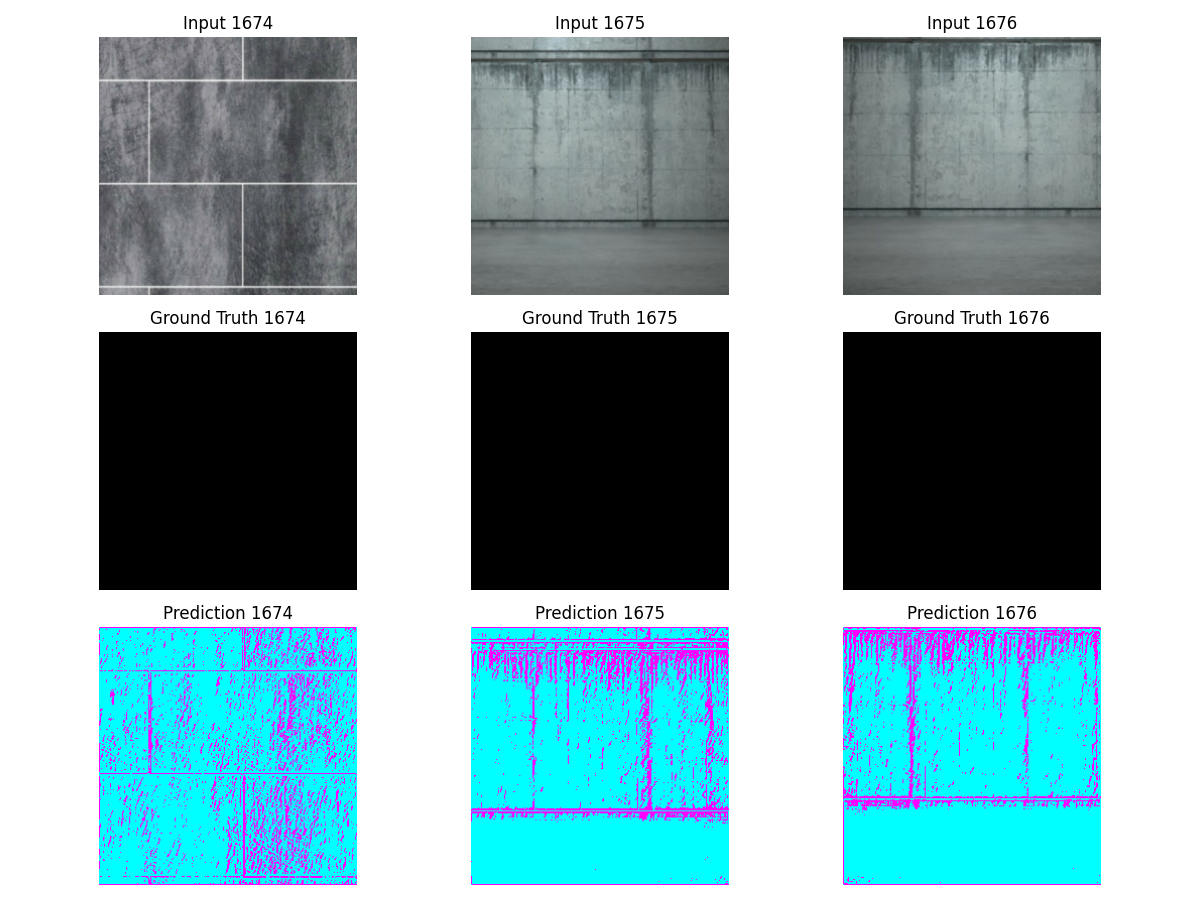 Input 1674
Input 1675
Input 1676
Ground Truth 1674
Ground Truth 1675
Ground Truth 1676
Prediction 1674
Prediction 1675
Prediction 1676